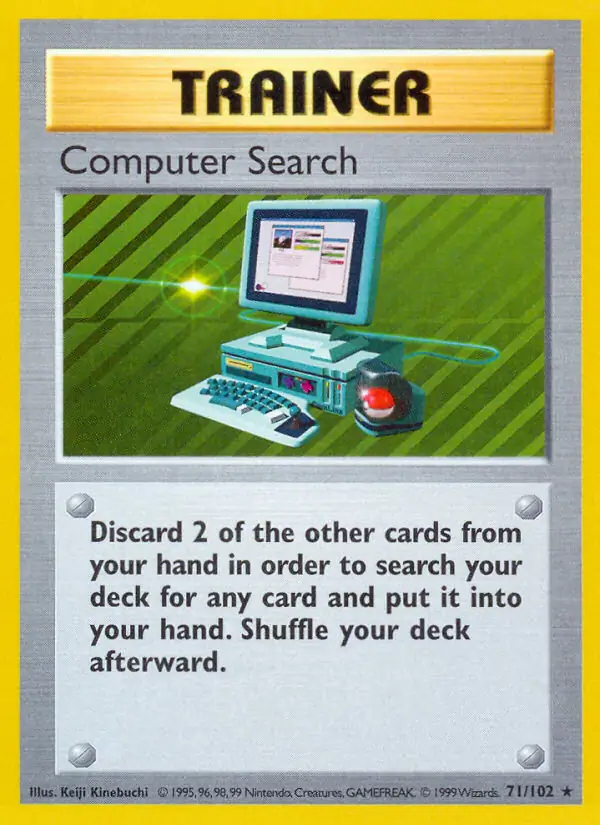 TRAINER
Computer Search
Discard 2 of the other cards from
your hand in order to search your
deck for any card and put it into
your hand. Shuffle your deck
afterward.
Illus. Keiji Kinebuchi © 1995, 96, 98, 99 Nintendo, Creatures, GAMEFREAK. © 1999 Wizards. 71/102 ★